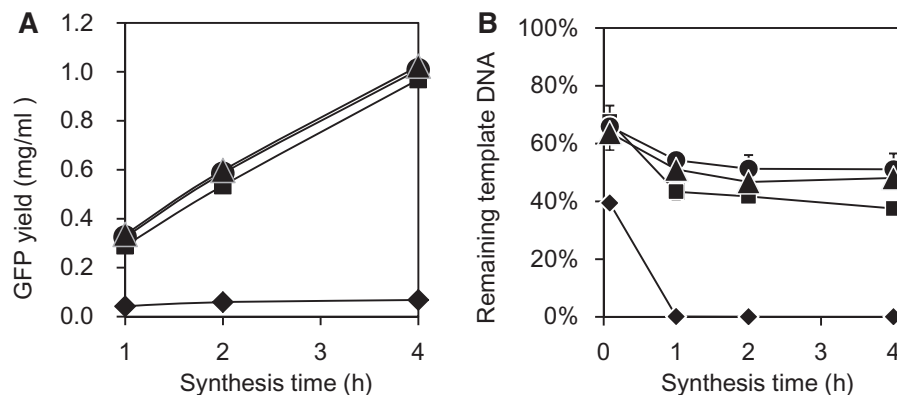 A
GFP yield (mg/ml )
1.2
1.0
0.8
0.6
0.4
0.2
0.0
1 2 3 4
Synthesis time (h)
B
Remaining template DNA
100%
80%
60%
40%
20%
0%
0 1 2 3 4
Synthesis time (h)